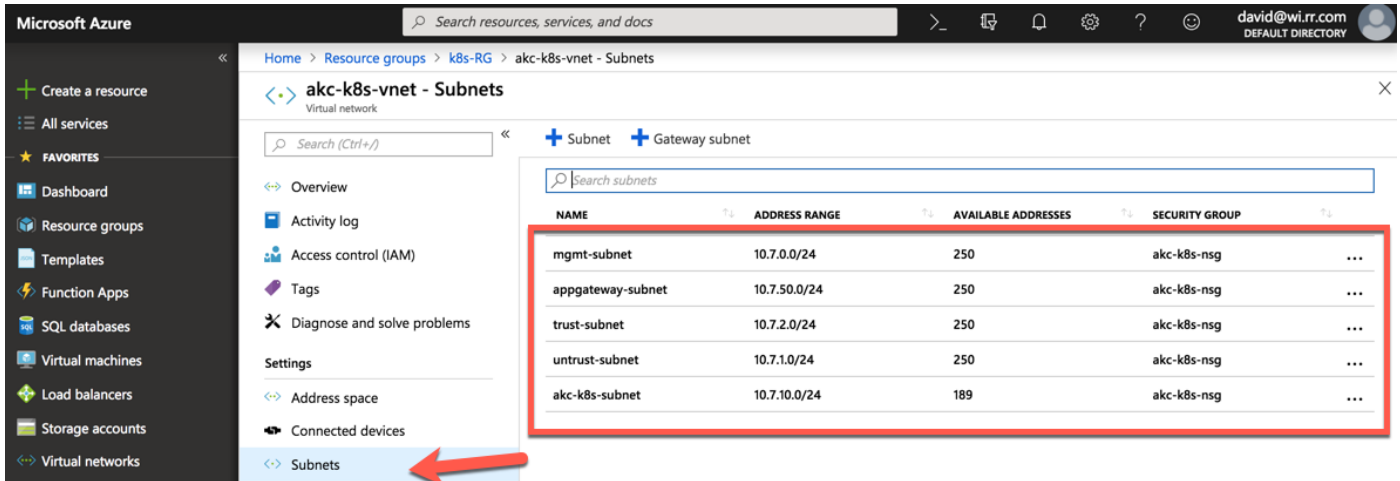 Microsoft Azure
Search resources, services, and docs
david@wi.rr.com
DEFAULT DIRECTORY
Home > Resource groups > k8s-RG > akc-k8s-vnet - Subnets
akc-k8s-vnet - Subnets
Virtual network
Create a resource
All services
FAVORITES
Dashboard
Resource groups
Templates
Function Apps
SQL databases
Virtual machines
Load balancers
Storage accounts
Virtual networks
Search (Ctrl+/)
Overview
Activity log
Access control (IAM)
Tags
Diagnose and solve problems
Settings
Address space
Connected devices
Subnets
Subnet Gateway subnet
Search subnets
NAME ADDRESS RANGE AVAILABLE ADDRESSES SECURITY GROUP
mgmt-subnet 10.7.0.0/24 250 akc-k8s-nsg ...
appgateway-subnet 10.7.50.0/24 250 akc-k8s-nsg ...
trust-subnet 10.7.2.0/24 250 akc-k8s-nsg ...
untrust-subnet 10.7.1.0/24 250 akc-k8s-nsg ...
akc-k8s-subnet 10.7.10.0/24 189 akc-k8s-nsg ...